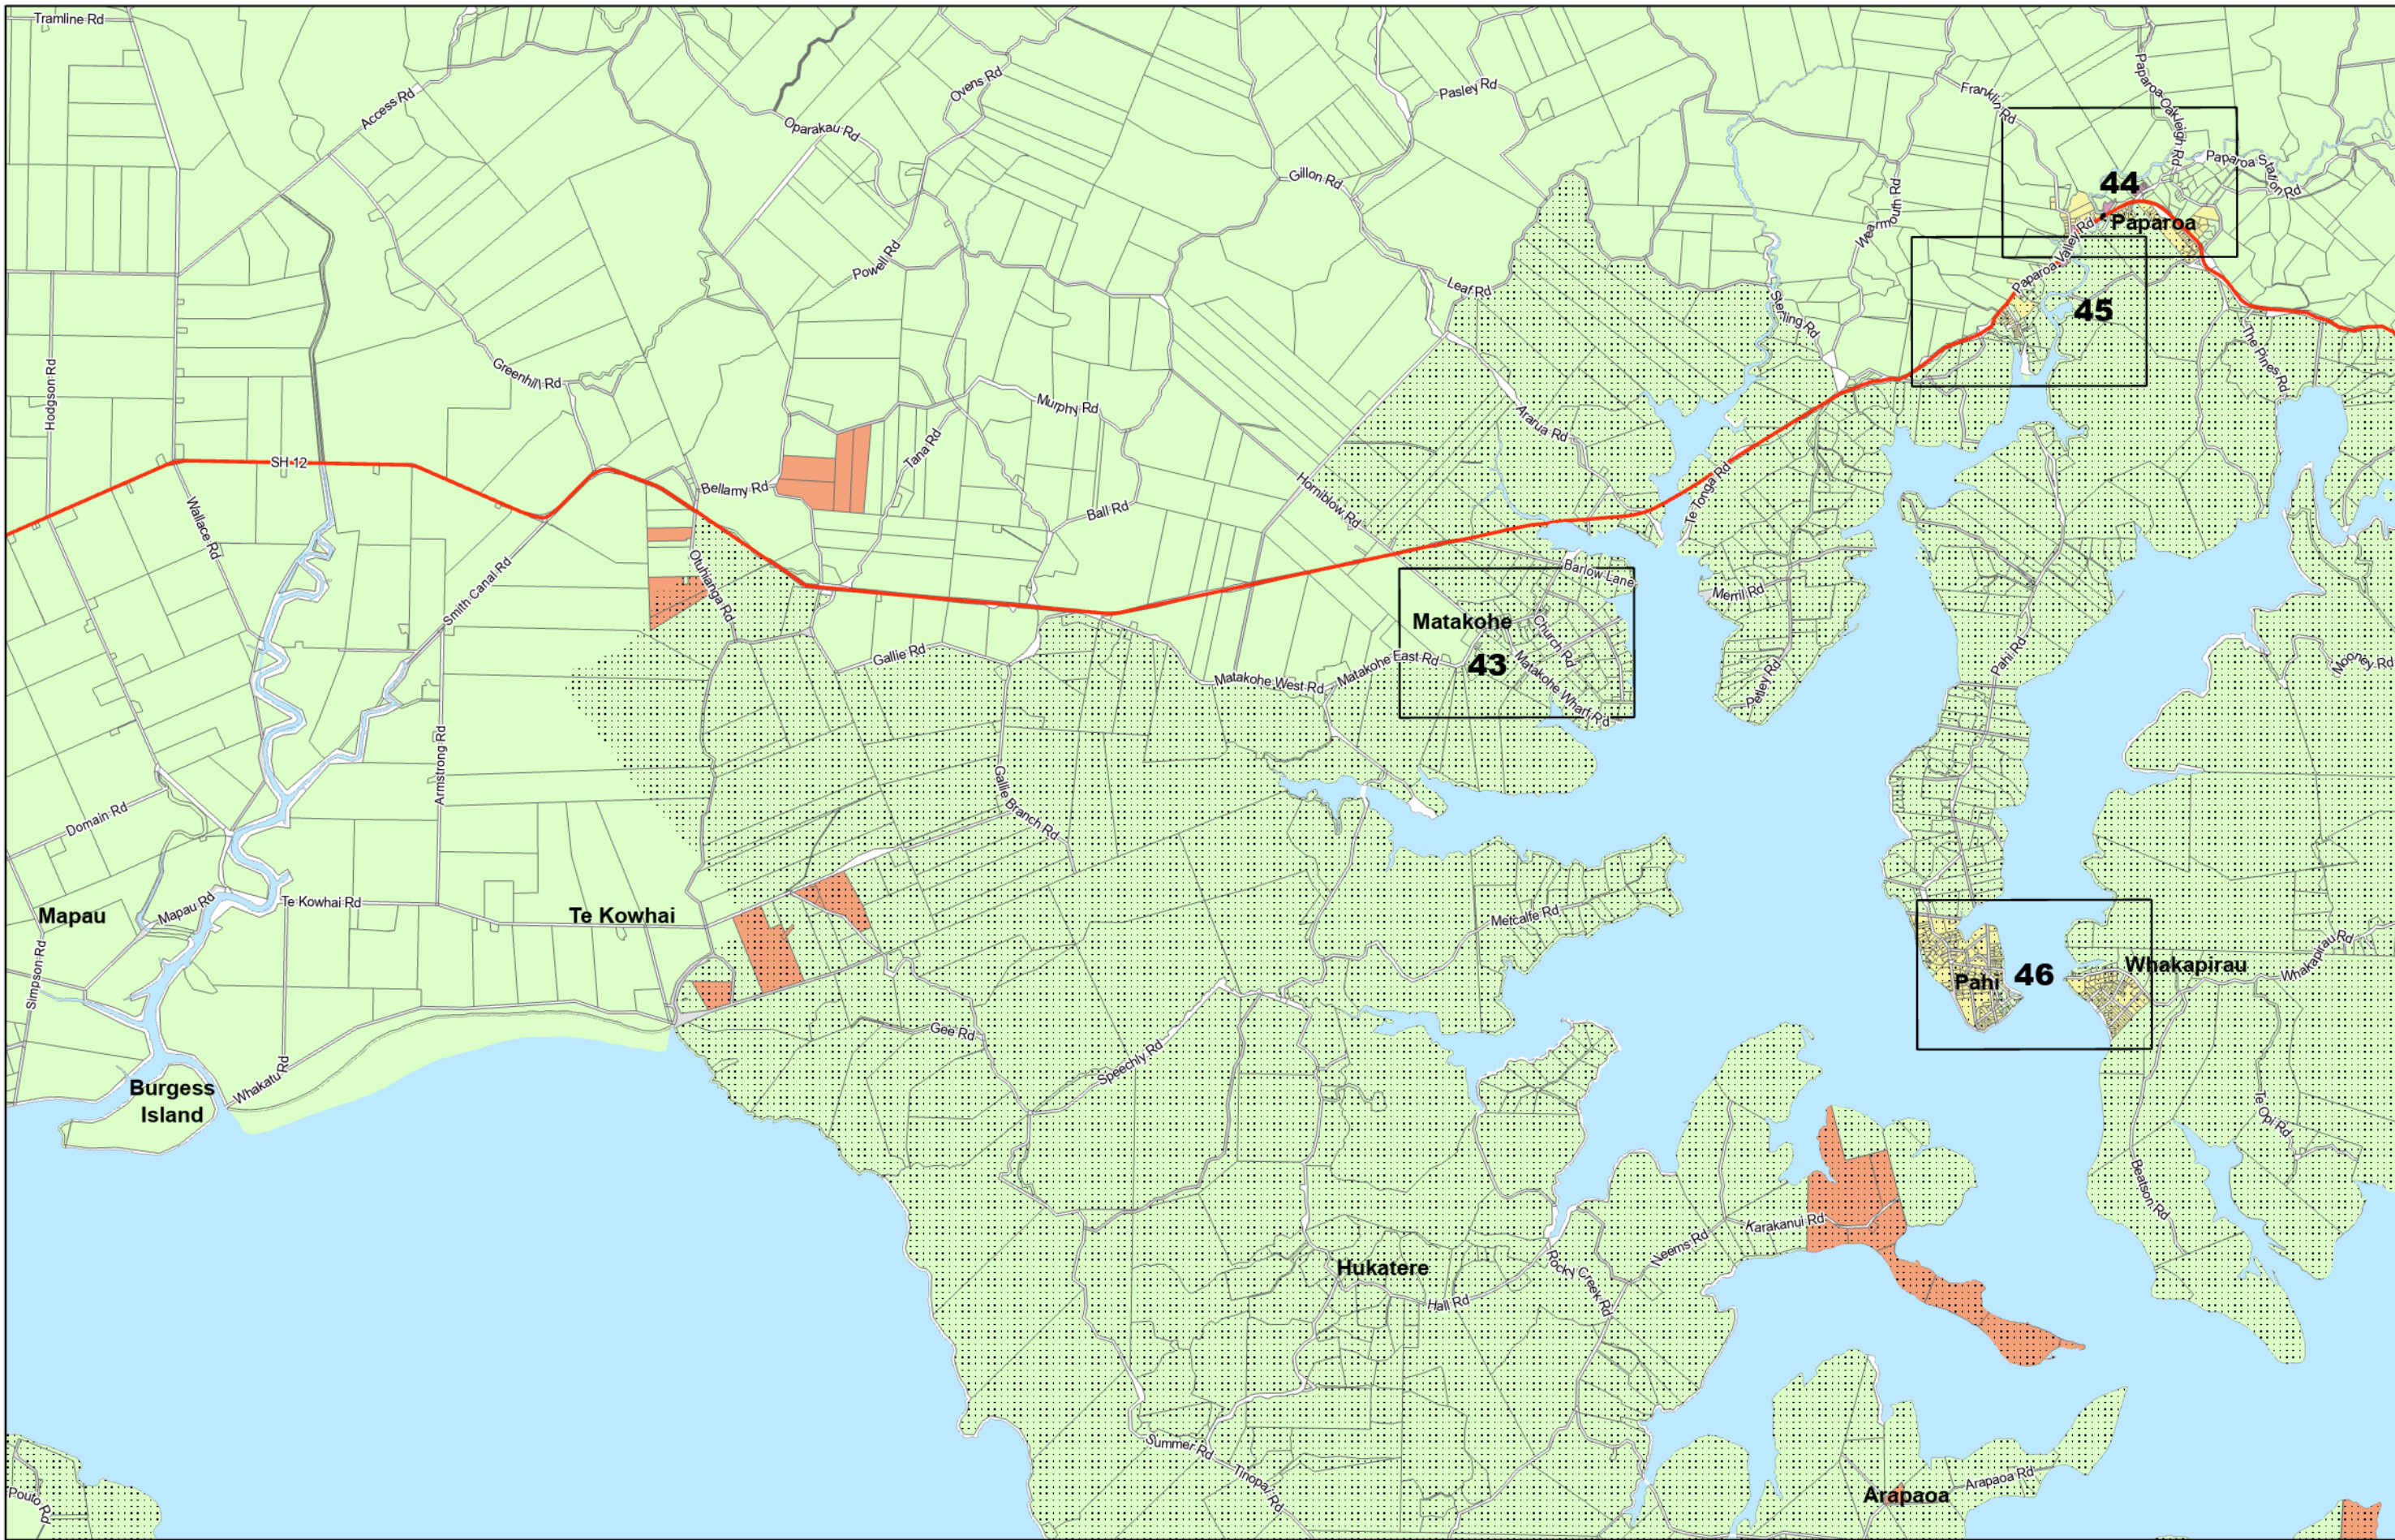 Tramline Rd
Access Rd
Ovens Rd
Oparakau Rd
Pasley Rd
Franklin Rd
Paparoa Oakleigh Rd
Paparoa Station Rd
44
Paparoa
Gillon Rd
Wearmouth Rd
Paparoa Valley Rd
Powell Rd
Leaf Rd
Sterling Rd
45
The Pines Rd
Hodgson Rd
Greenhill Rd
Murphy Rd
Ararua Rd
Tana Rd
SH 12
Bellamy Rd
Horniblow Rd
Te Tonga Rd
Wallace Rd
Ball Rd
Smith Canal Rd
Otuhianga Rd
Barlow Lane
Merril Rd
Matakohe
43
Church Rd
Matakohe Wharf Rd
Gallie Rd
Matakohe West Rd
Matakohe East Rd
Petley Rd
Pahi Rd
Mooney Rd
Armstrong Rd
Domain Rd
Gallie Branch Rd
Mapau
Mapau Rd
Te Kowhai Rd
Te Kowhai
Metcalfe Rd
Simpson Rd
Pahi
46
Whakapirau
Whakapirau Rd
Gee Rd
Speechly Rd
Burgess
Island
Whakatu Rd
Te Opi Rd
Beatson Rd
Karakanui Rd
Neems Rd
Hukatere
Rocky Creek Rd
Hall Rd
Summer Rd
Tinopai Rd
Pouto Rd
Arapaoa
Arapaoa Rd